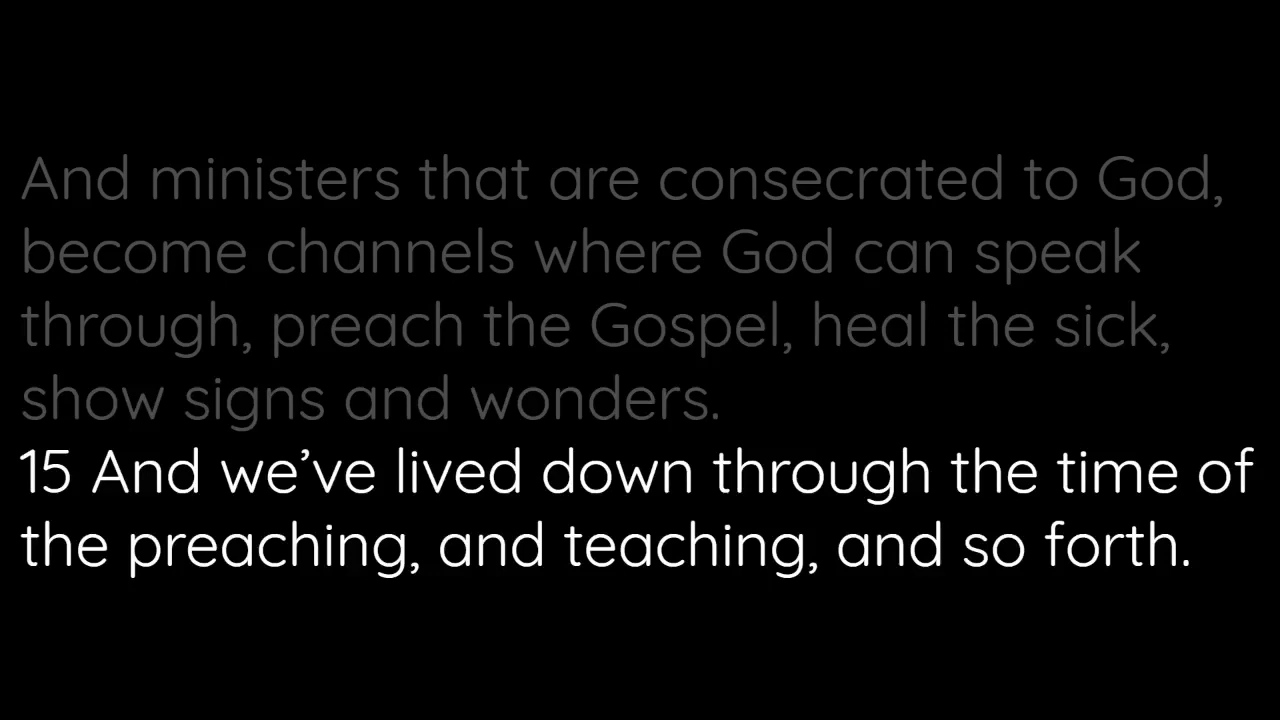 And ministers that are consecrated to God,
become channels where God can speak
through, preach the Gospel, heal the sick,
show signs and wonders.
15 And we’ve lived down through the time of
the preaching, and teaching, and so forth.